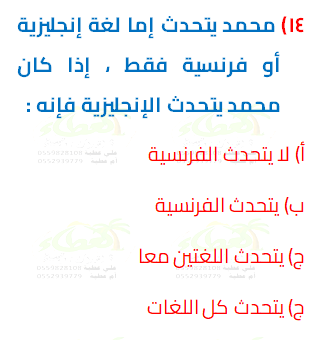 ١٤) محمد يتحدث إما لغة إنجليزية
أو فرنسية فقط ، إذا كان
محمد يتحدث الإنجليزية فإنه :
أ) لا يتحدث الفرنسية
ب) يتحدث الفرنسية
ج) يتحدث اللغتين معا
ج) يتحدث كل اللغات